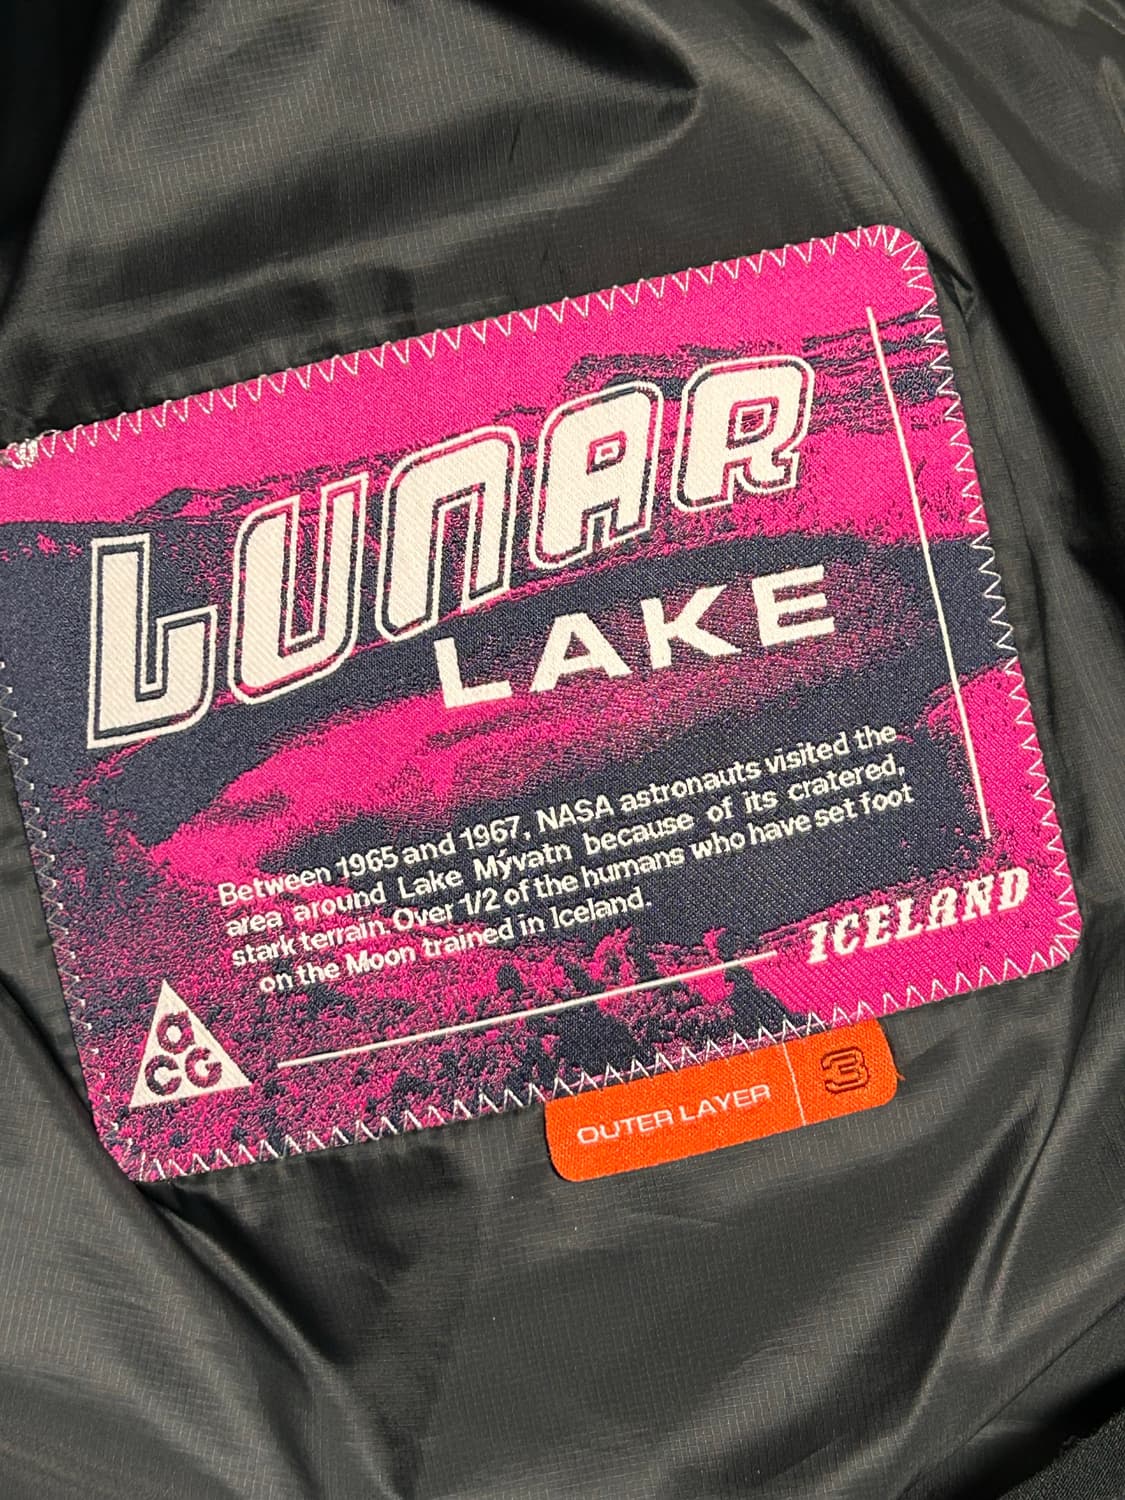 LUNAR
LAKE
Between 1965 and 1967, NASA astronauts visited the
area around Lake Mývatn because of its cratered,
stark terrain. Over 1/2 of the humans who have set foot
on the Moon trained in Iceland.
ICELAND
ACG
OUTER LAYER 3